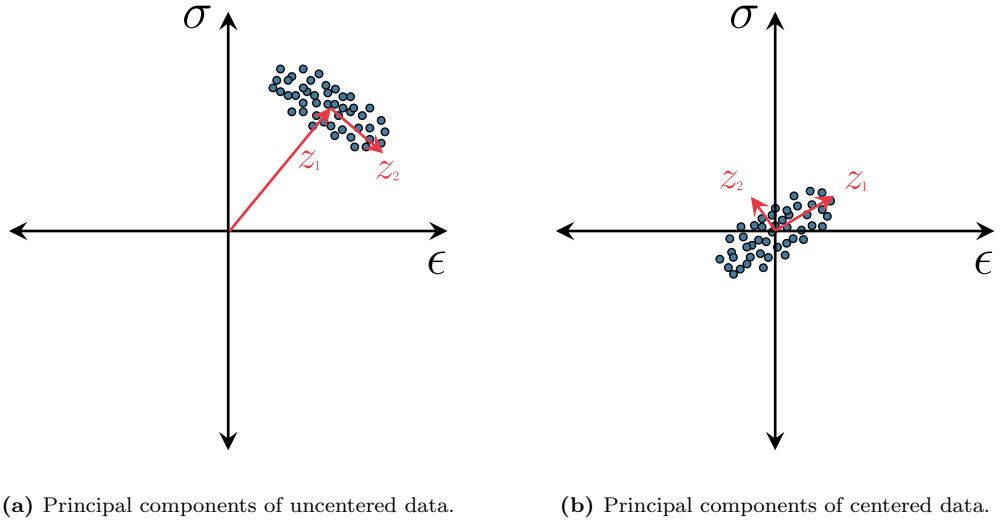 σ
ϵ
z₁
z₂
(a) Principal components of uncentered data.
σ
ϵ
z₂
z₁
(b) Principal components of centered data.